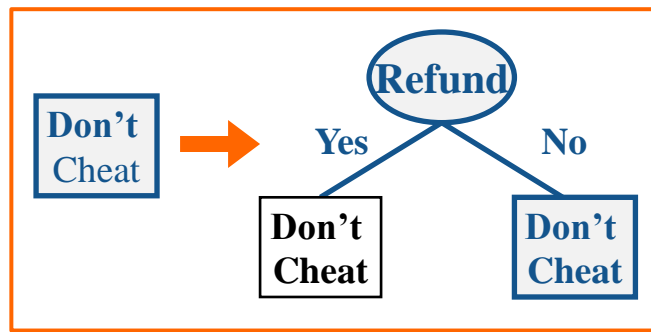 Don’t
Cheat
Refund
Yes
No
Don’t
Cheat
Don’t
Cheat